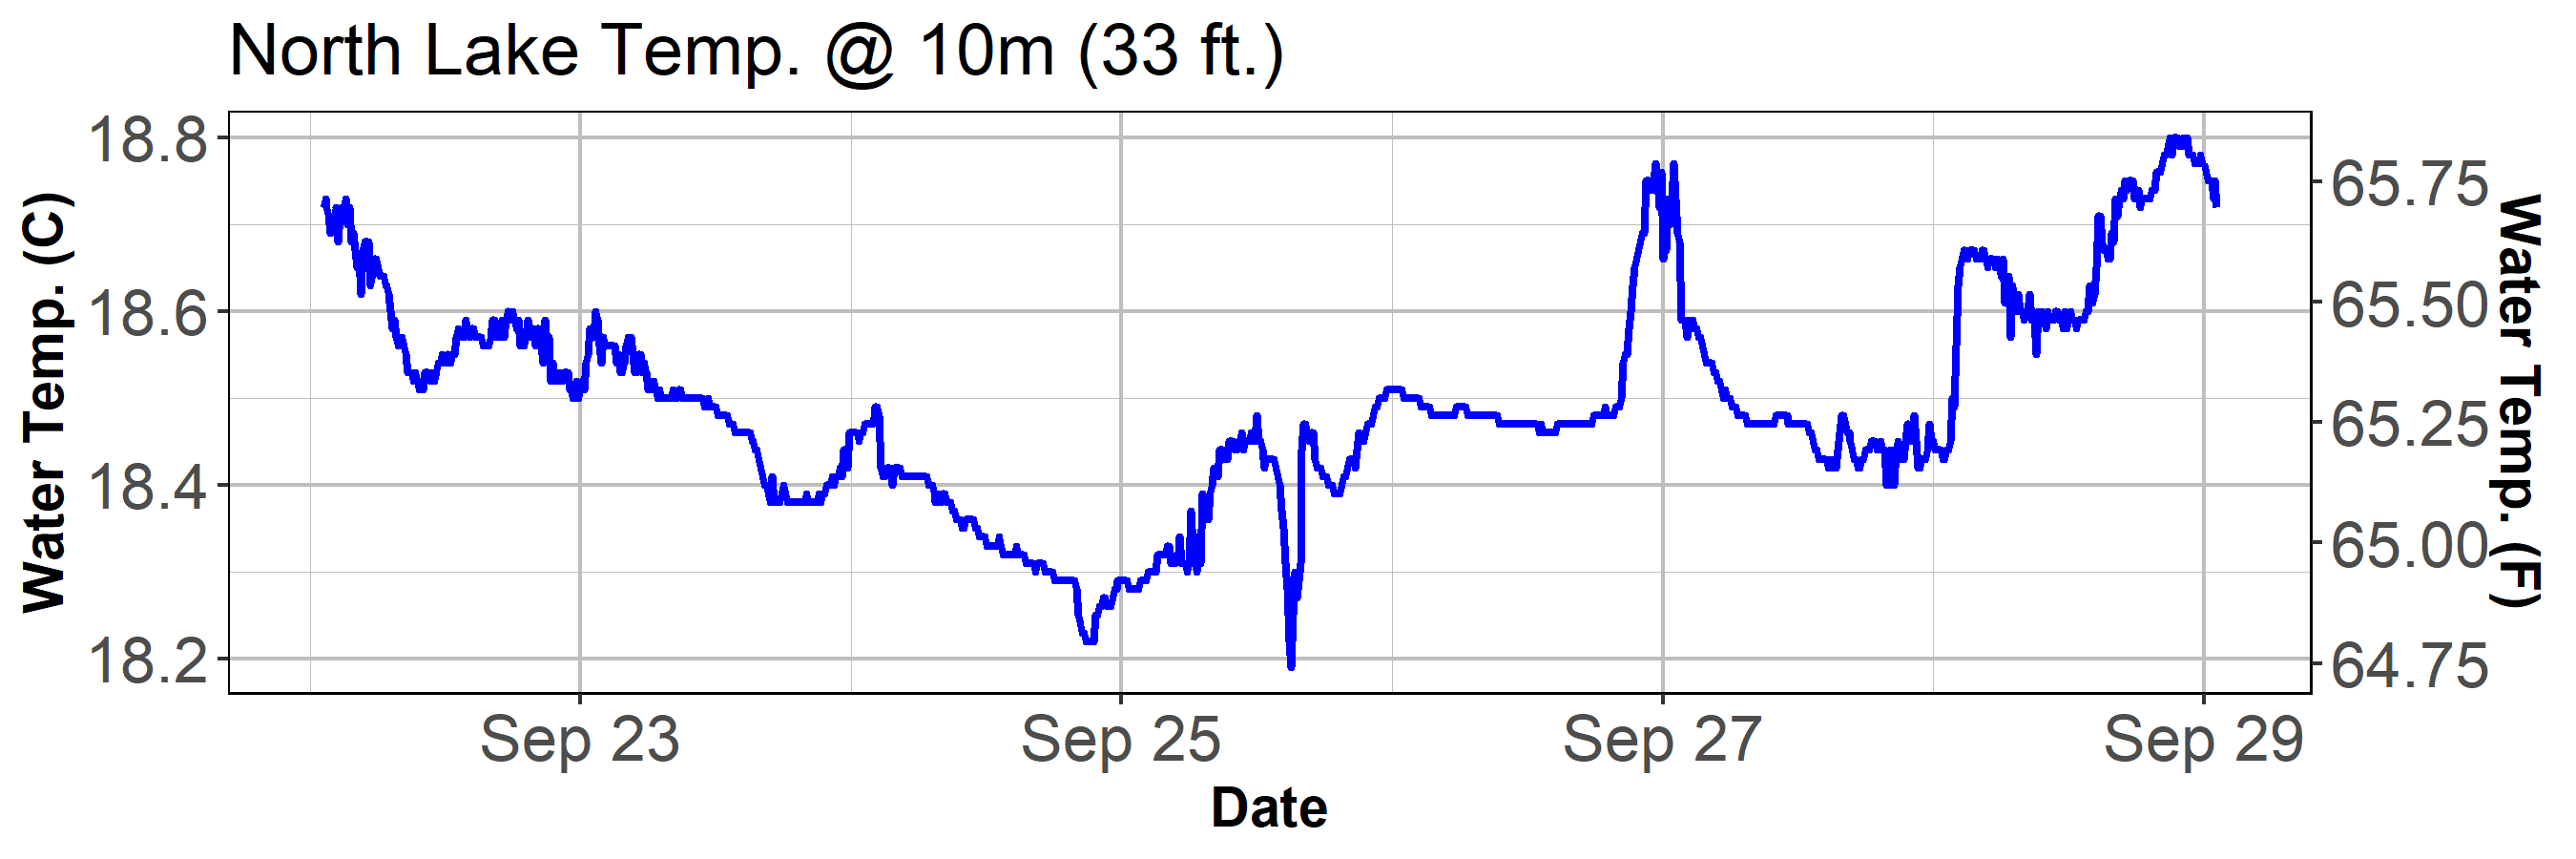 North Lake Temp. @ 10m (33 ft.)
Water Temp. (C)
18.8
18.6
18.4
18.2
65.75
65.50
65.25
65.00
64.75
Water Temp. (F)
Sep 23
Sep 25
Sep 27
Sep 29
Date